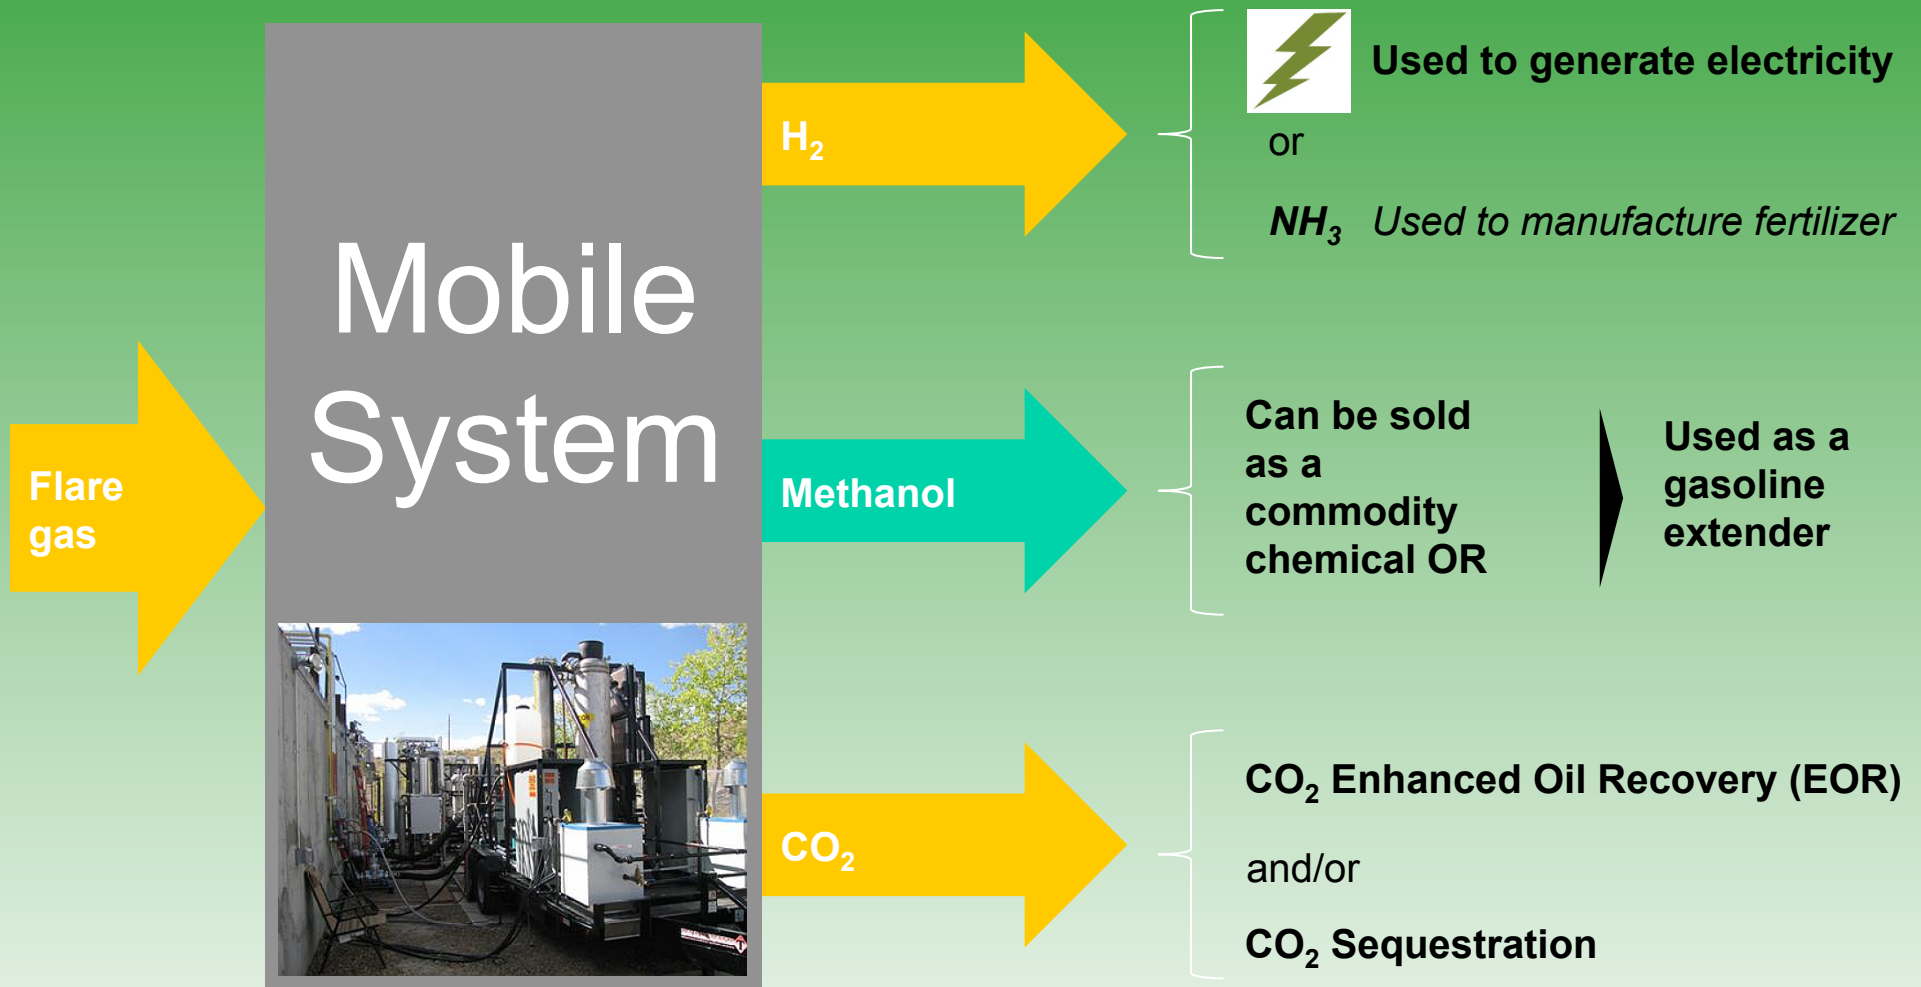 Flare
gas
Mobile
System
H₂
Used to generate electricity
or
NH₃ Used to manufacture fertilizer
Methanol
Can be sold
as a
commodity
chemical OR
Used as a
gasoline
extender
CO₂
CO₂ Enhanced Oil Recovery (EOR)
and/or
CO₂ Sequestration